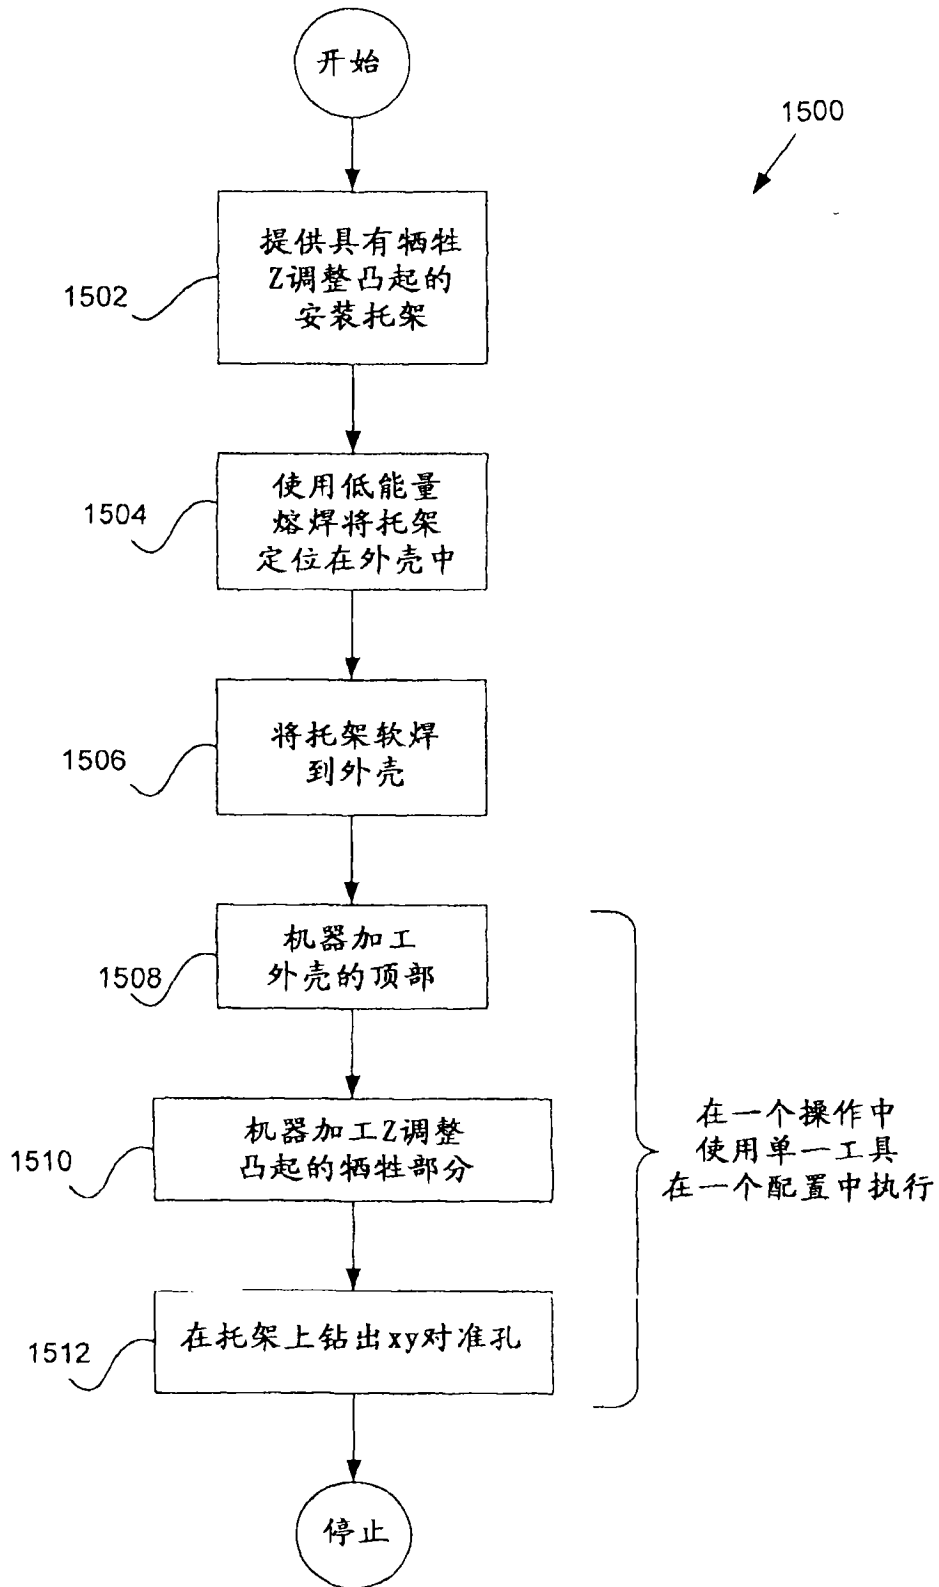 开始
1500
提供具有牺牲
Z调整凸起的
安装托架
1502
使用低能量
熔焊将托架
定位在外壳中
1504
将托架软焊
到外壳
1506
机器加工
外壳的顶部
1508
机器加工Z调整
凸起的牺牲部分
1510
在一个操作中
使用单一工具
在一个配置中执行
在托架上钻出xy对准孔
1512
停止